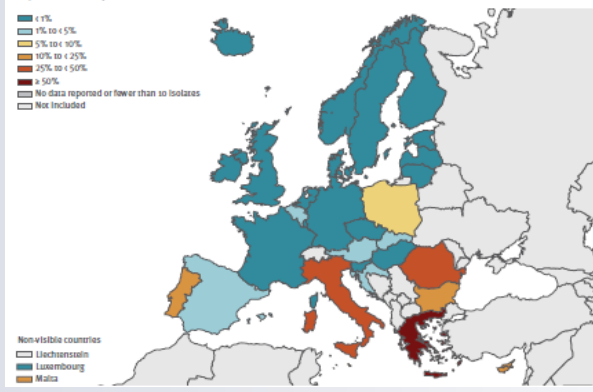 < 1%
1% to < 5%
5% to < 10%
10% to < 25%
25% to < 50%
≥ 50%
No data reported or fewer than 10 isolates
Not included
Non-visible countries
Liechtenstein
Luxembourg
Malta